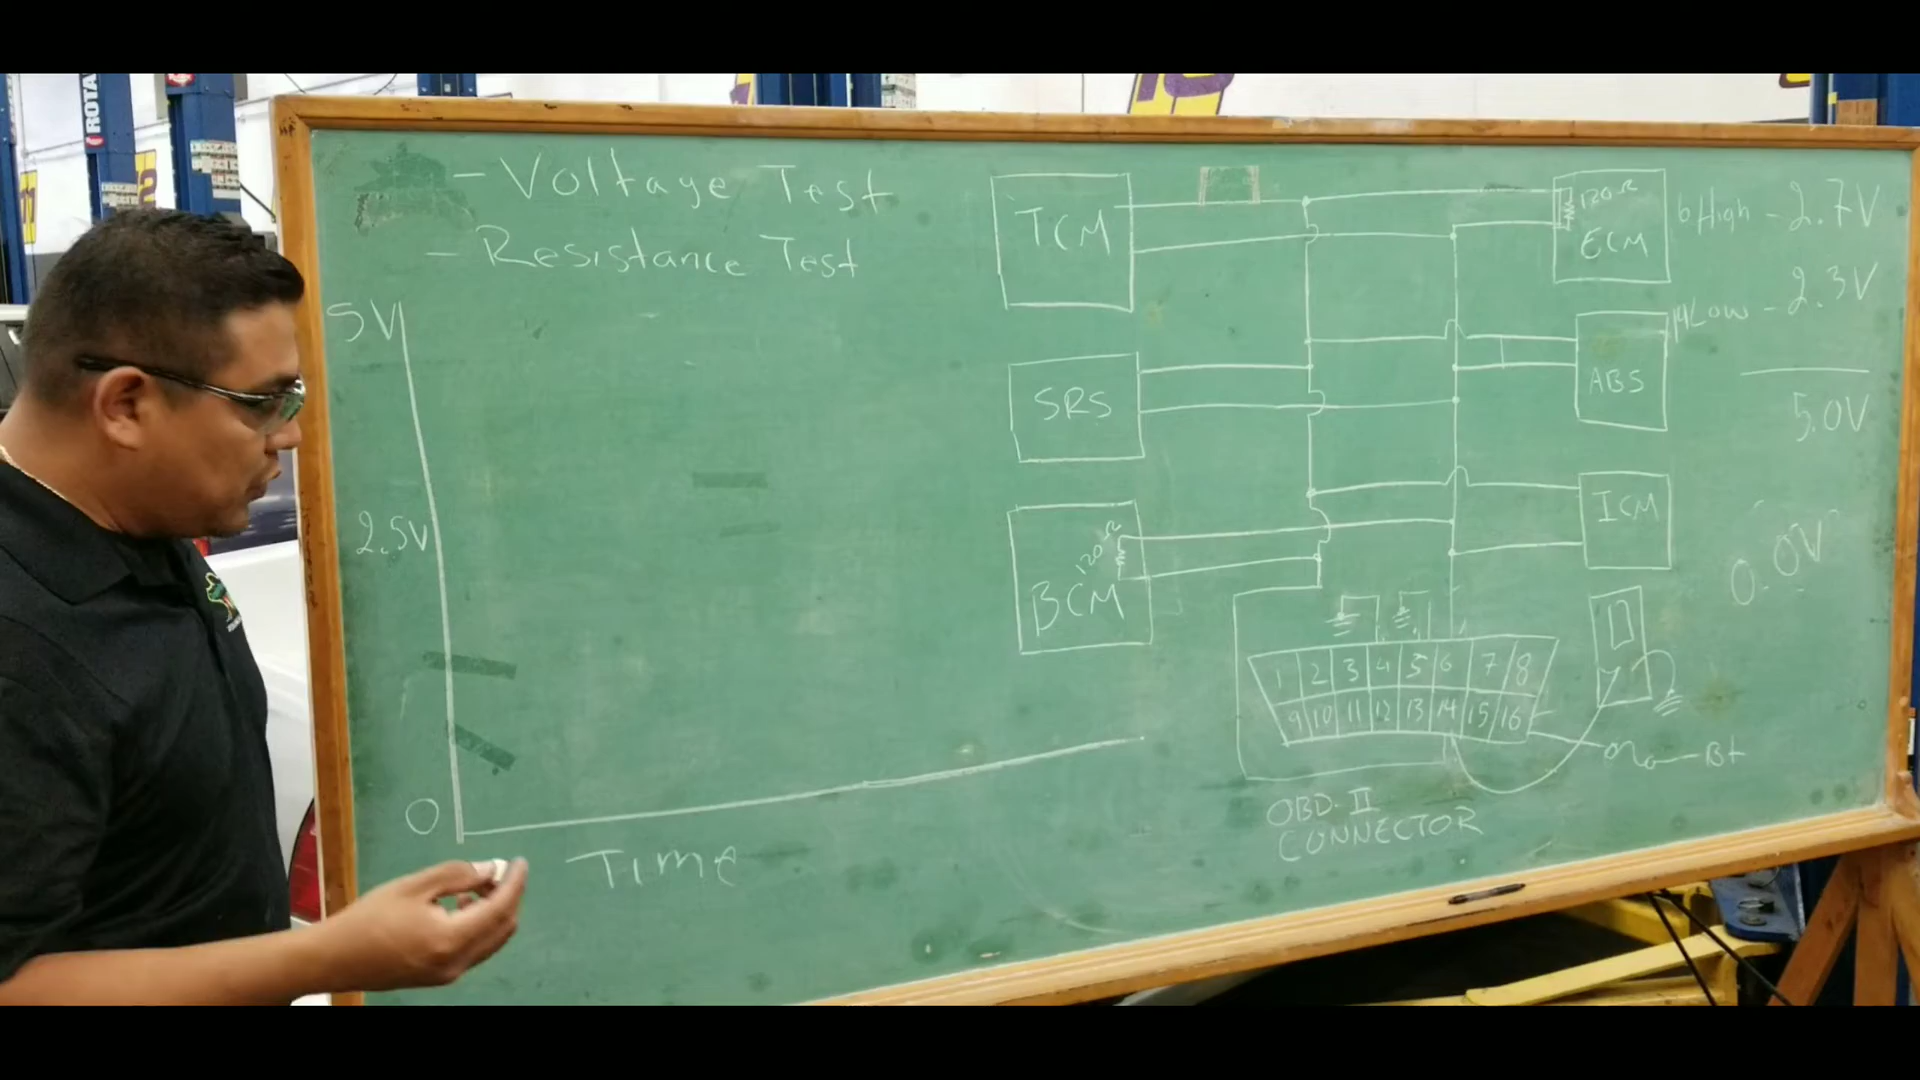 ROTA
- Voltage Test
- Resistance Test
5V
2.5V
0
Time
TCM
120Ω
ECM
6 High - 2.7V
14 Low - 2.3V
5.0V
SRS
ABS
BCM
120Ω
ICM
0.0V
1 2 3 4 5 6 7 8
9 10 11 12 13 14 15 16
B+
OBD-II
CONNECTOR